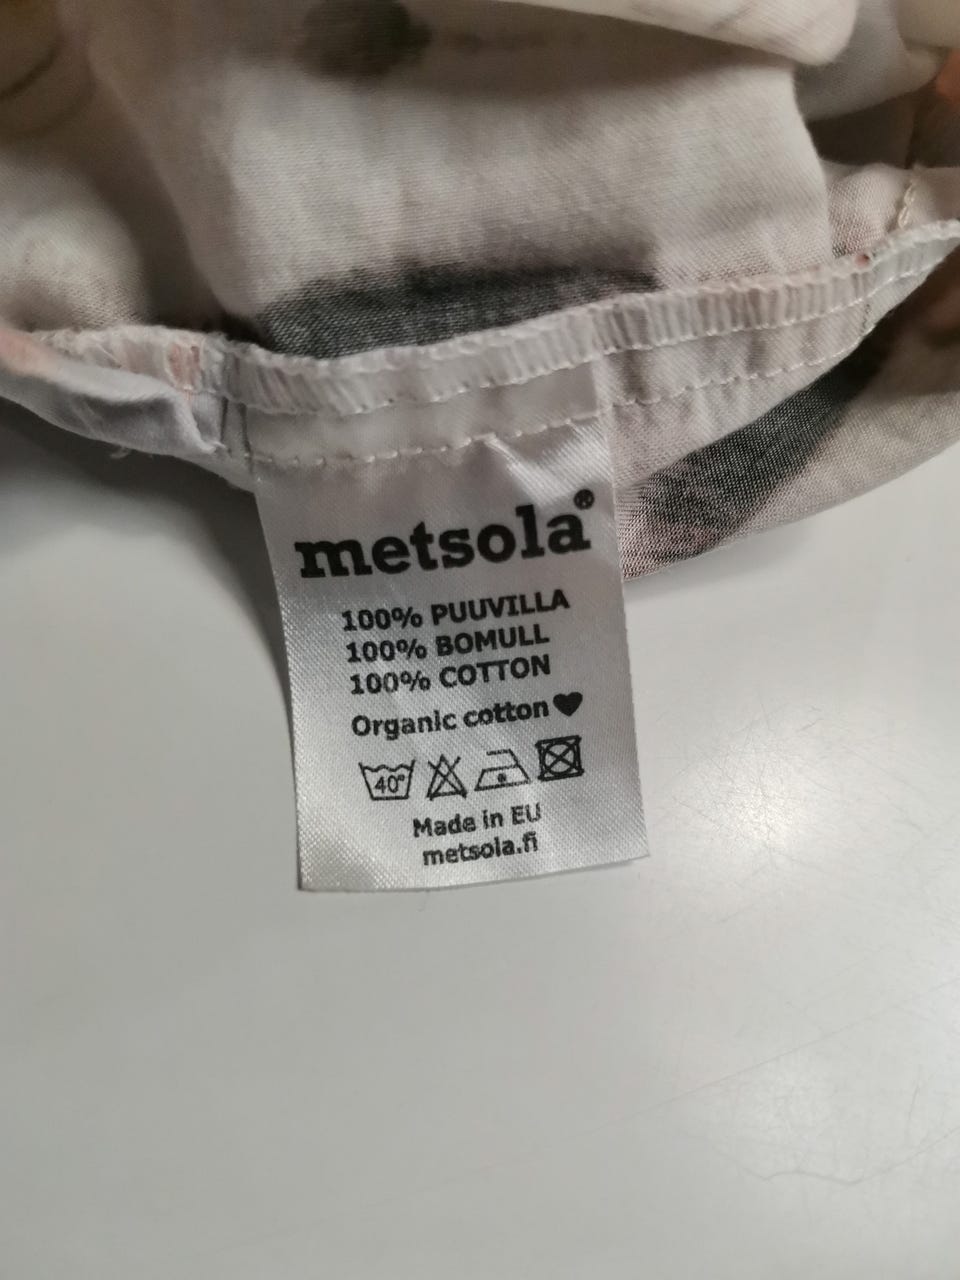 metsola®
100% PUUVILLA
100% BOMULL
100% COTTON
Organic cotton♥
40°
Made in EU
metsola.fi